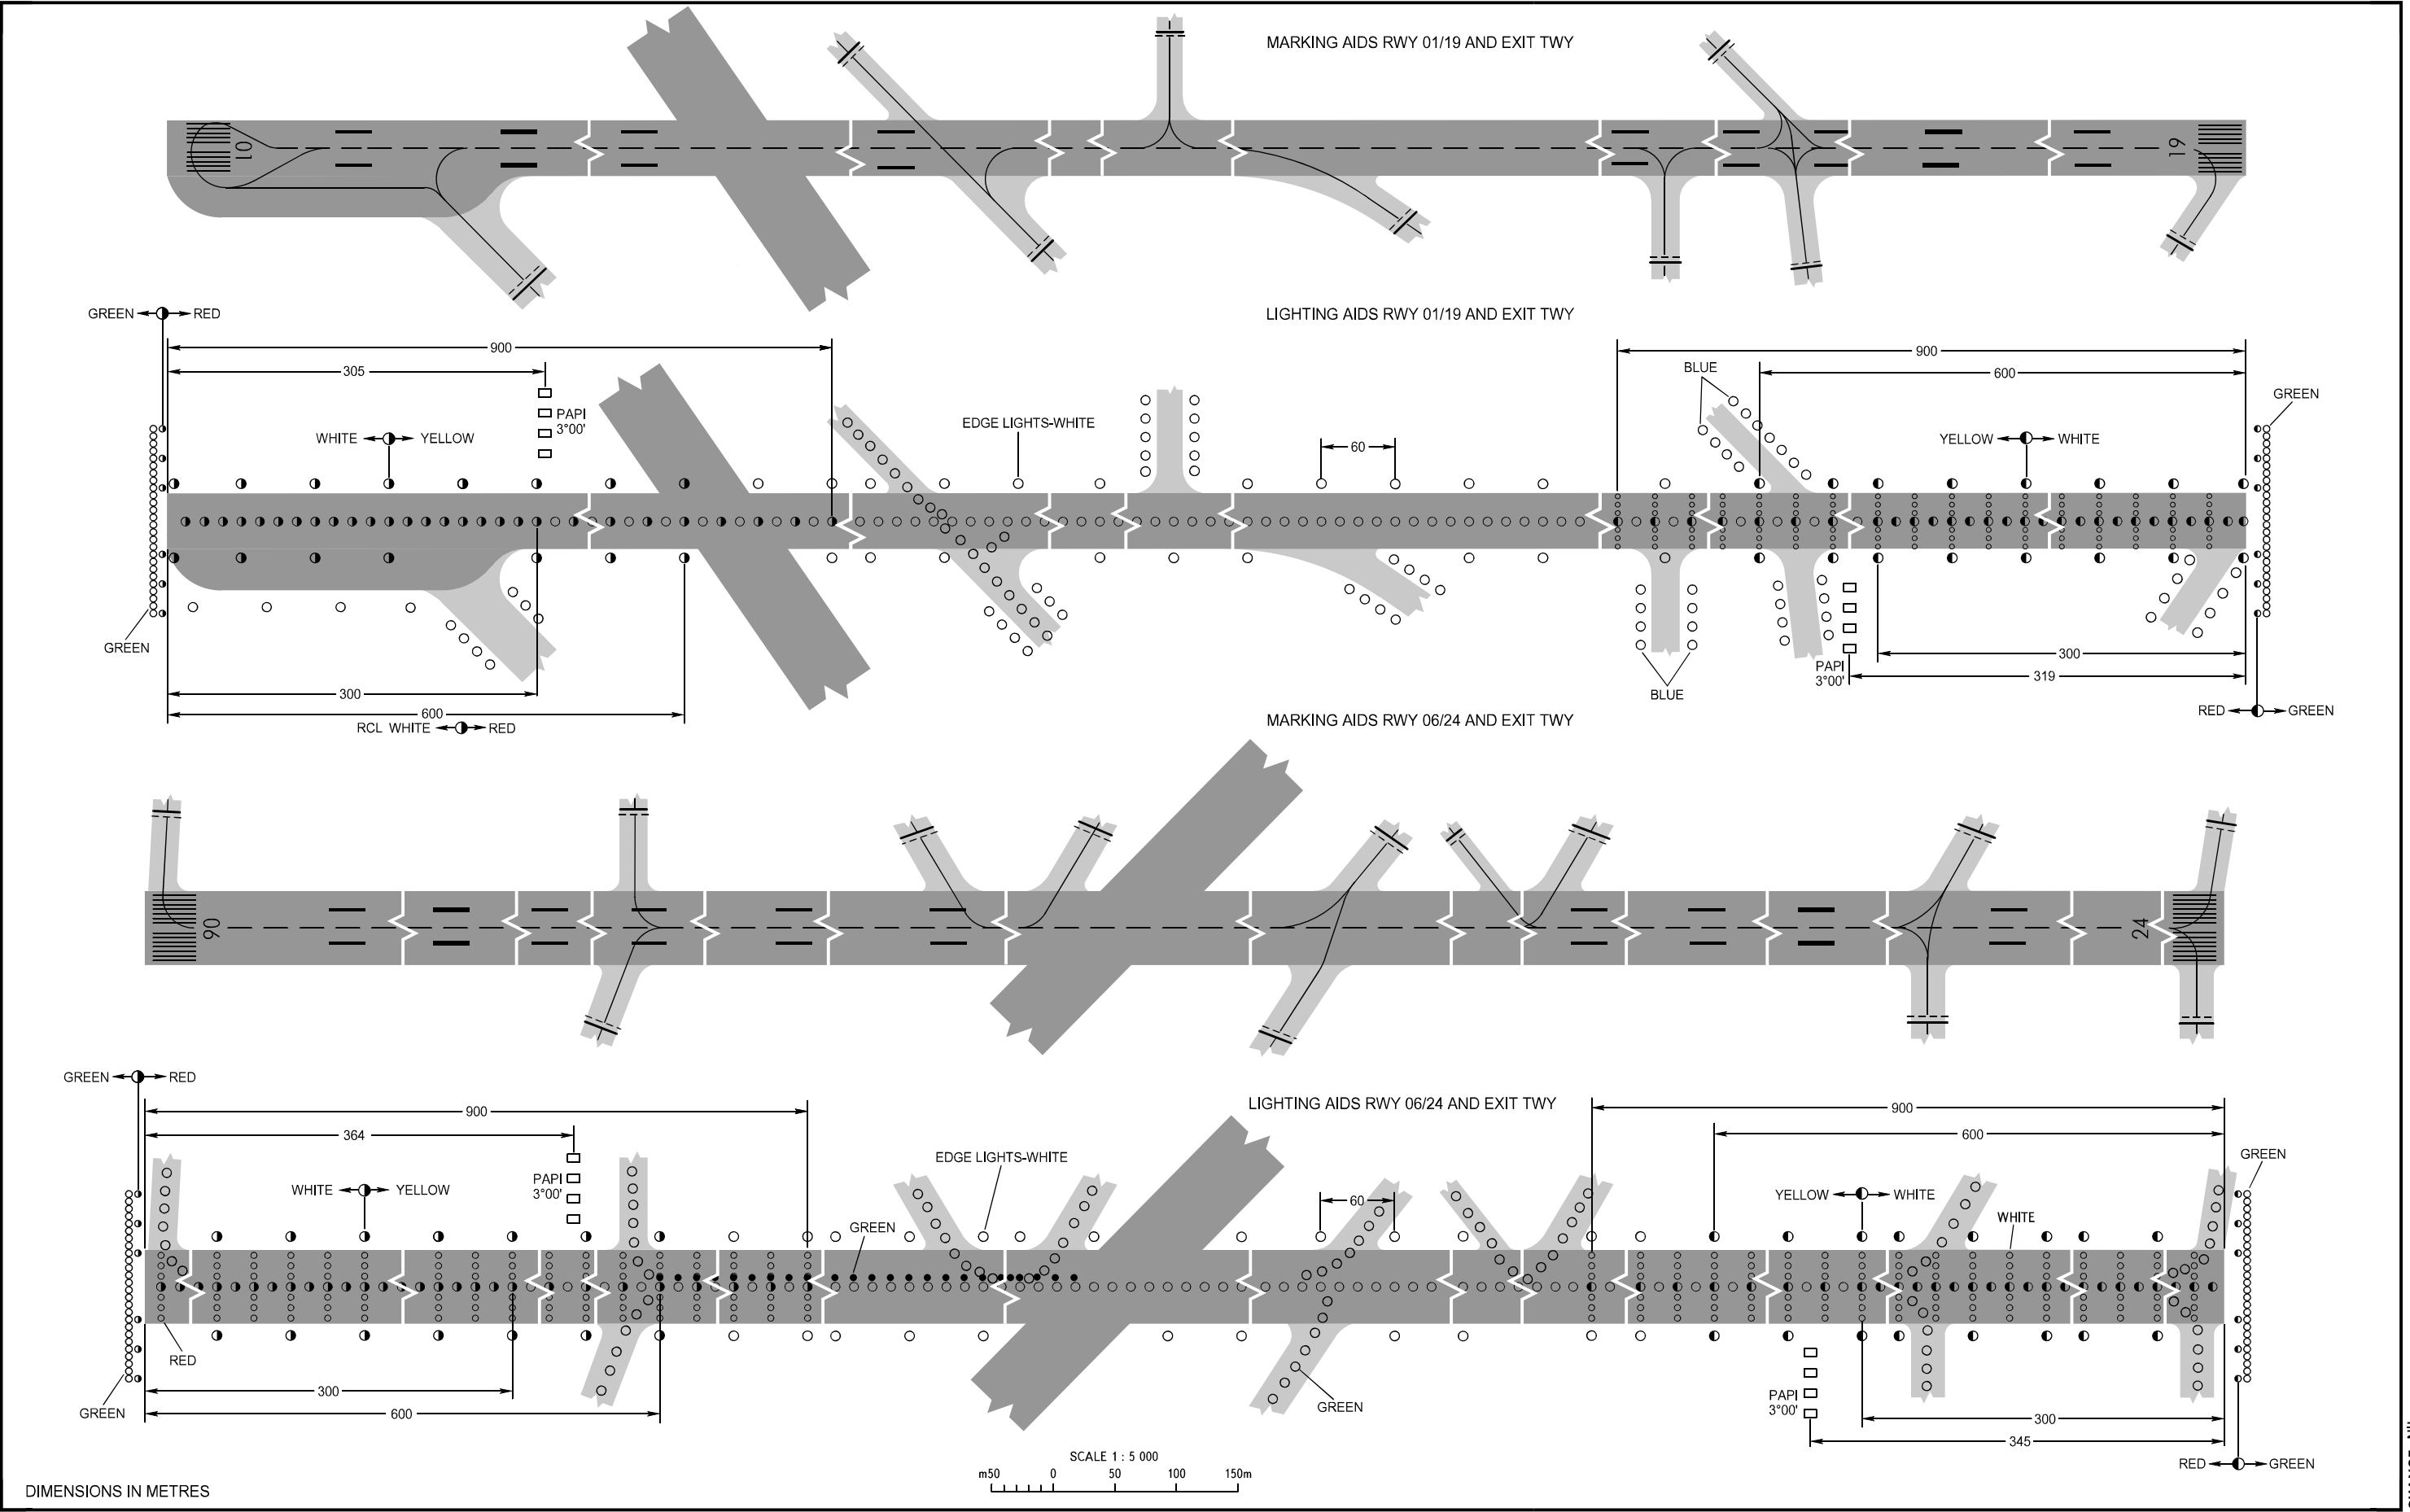 MARKING AIDS RWY 01/19 AND EXIT TWY
01
19
LIGHTING AIDS RWY 01/19 AND EXIT TWY
GREEN RED
900
305
PAPI
3°00'
WHITE YELLOW
EDGE LIGHTS-WHITE
60
BLUE
900
600
GREEN
YELLOW WHITE
GREEN
300
600
RCL WHITE RED
BLUE
PAPI
3°00'
300
319
RED GREEN
MARKING AIDS RWY 06/24 AND EXIT TWY
06
24
LIGHTING AIDS RWY 06/24 AND EXIT TWY
GREEN RED
900
364
PAPI
3°00'
WHITE YELLOW
EDGE LIGHTS-WHITE
GREEN
60
900
600
GREEN
YELLOW WHITE
WHITE
RED
GREEN
300
600
GREEN
PAPI
3°00'
300
345
RED GREEN
SCALE 1 : 5 000
m50 0 50 100 150m
DIMENSIONS IN METRES